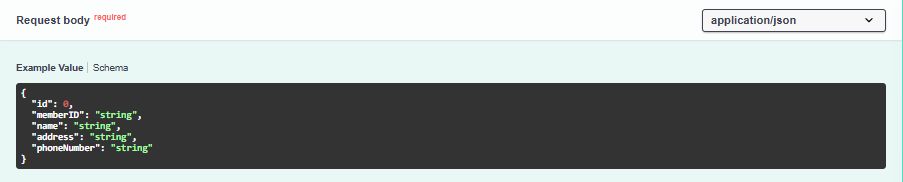 Request body required
application/json
Example Value | Schema
{
  "id": 0,
  "memberID": "string",
  "name": "string",
  "address": "string",
  "phoneNumber": "string"
}